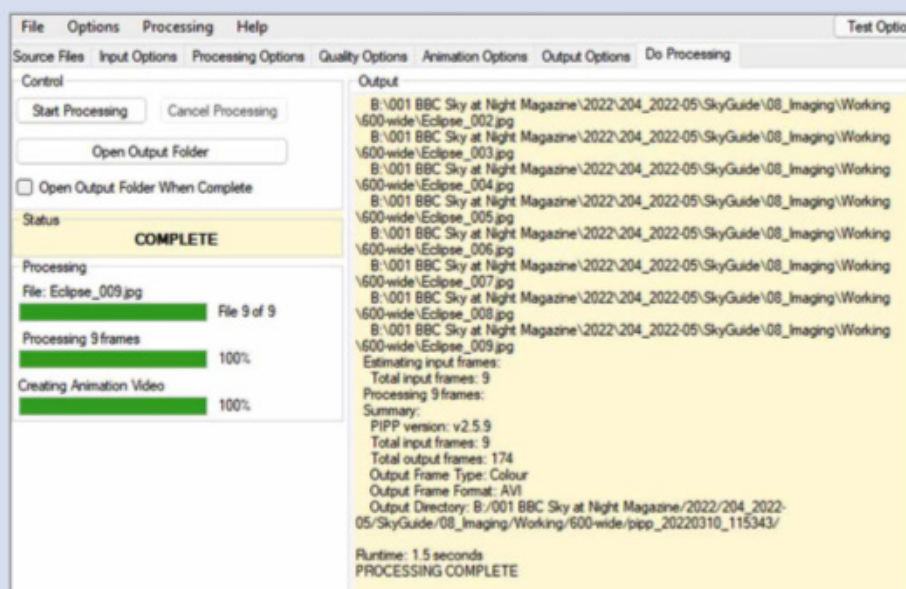 File Options Processing Help Test Optio
Source Files Input Options Processing Options Quality Options Animation Options Output Options Do Processing
Control
Start Processing Cancel Processing
Open Output Folder
Open Output Folder When Complete
Status
COMPLETE
Processing
File: Eclipse_009.jpg
File 9 of 9
Processing 9 frames
100%
Creating Animation Video
100%
Output
B:\001 BBC Sky at Night Magazine\2022\204_2022-05\SkyGuide\08_Imaging\Working
\600-wide\Eclipse_002.jpg
B:\001 BBC Sky at Night Magazine\2022\204_2022-05\SkyGuide\08_Imaging\Working
\600-wide\Eclipse_003.jpg
B:\001 BBC Sky at Night Magazine\2022\204_2022-05\SkyGuide\08_Imaging\Working
\600-wide\Eclipse_004.jpg
B:\001 BBC Sky at Night Magazine\2022\204_2022-05\SkyGuide\08_Imaging\Working
\600-wide\Eclipse_005.jpg
B:\001 BBC Sky at Night Magazine\2022\204_2022-05\SkyGuide\08_Imaging\Working
\600-wide\Eclipse_006.jpg
B:\001 BBC Sky at Night Magazine\2022\204_2022-05\SkyGuide\08_Imaging\Working
\600-wide\Eclipse_007.jpg
B:\001 BBC Sky at Night Magazine\2022\204_2022-05\SkyGuide\08_Imaging\Working
\600-wide\Eclipse_008.jpg
B:\001 BBC Sky at Night Magazine\2022\204_2022-05\SkyGuide\08_Imaging\Working
\600-wide\Eclipse_009.jpg
Estimating input frames:
Total input frames: 9
Processing 9 frames:
Summary:
PIPP version: v2.5.9
Total input frames: 9
Total output frames: 174
Output Frame Type: Colour
Output Frame Format: AVI
Output Directory: B:/001 BBC Sky at Night Magazine/2022/204_2022-
05/SkyGuide/08_Imaging/Working/600-wide/pipp_20220310_115343/
Runtime: 1.5 seconds
PROCESSING COMPLETE